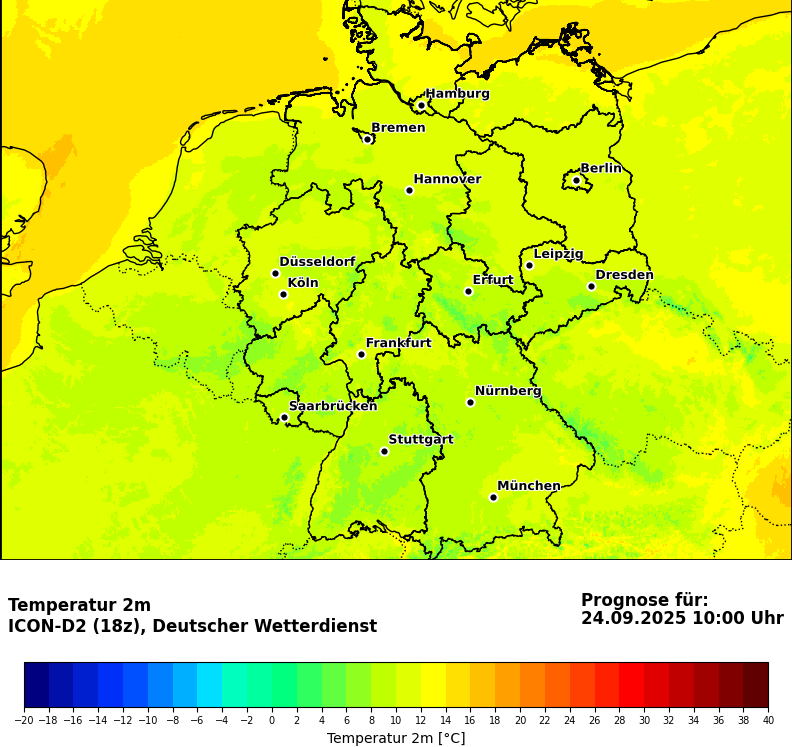 Hamburg
Bremen
Berlin
Hannover
Leipzig
Düsseldorf
Dresden
Köln
Erfurt
Frankfurt
Nürnberg
Saarbrücken
Stuttgart
München
Temperatur 2m
ICON-D2 (18z), Deutscher Wetterdienst
Prognose für:
24.09.2025 10:00 Uhr
−20 −18 −16 −14 −12 −10 −8 −6 −4 −2 0 2 4 6 8 10 12 14 16 18 20 22 24 26 28 30 32 34 36 38 40
Temperatur 2m [°C]